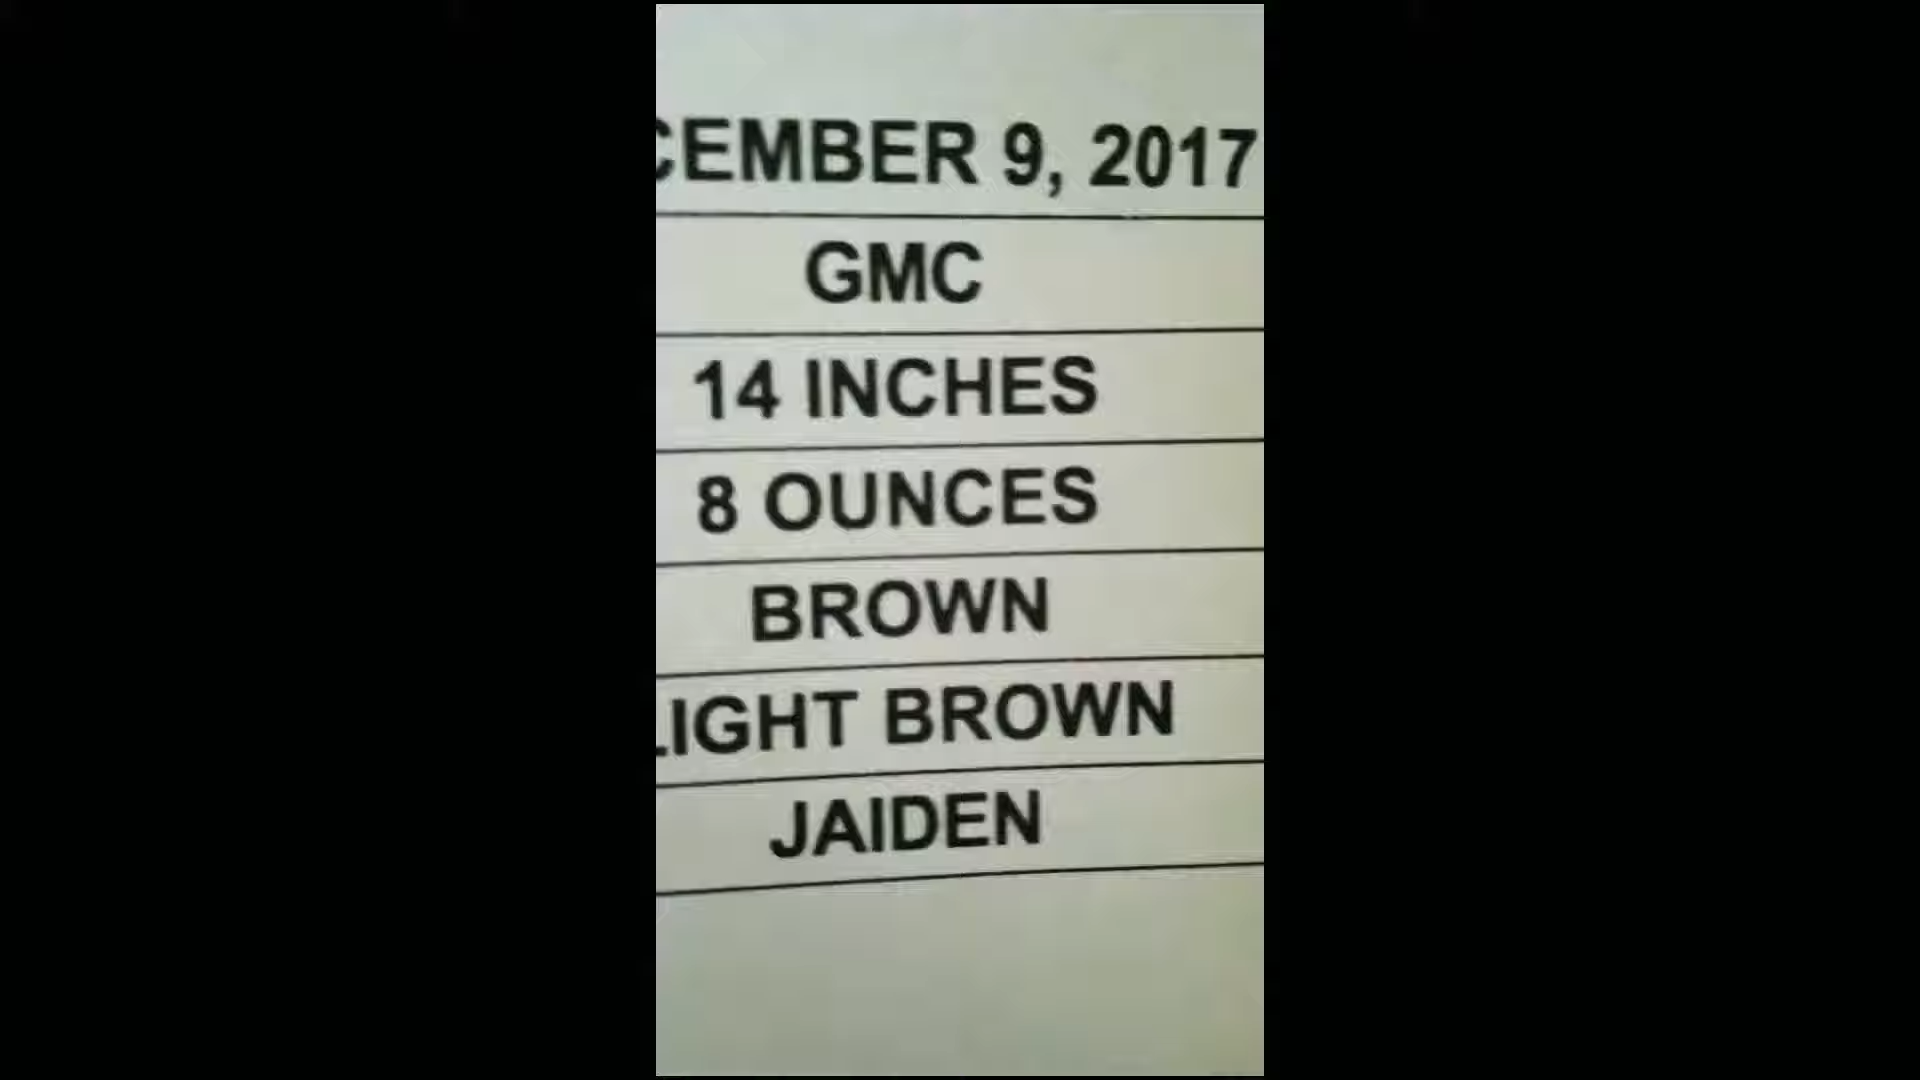 CEMBER 9, 2017
GMC
14 INCHES
8 OUNCES
BROWN
LIGHT BROWN
JAIDEN